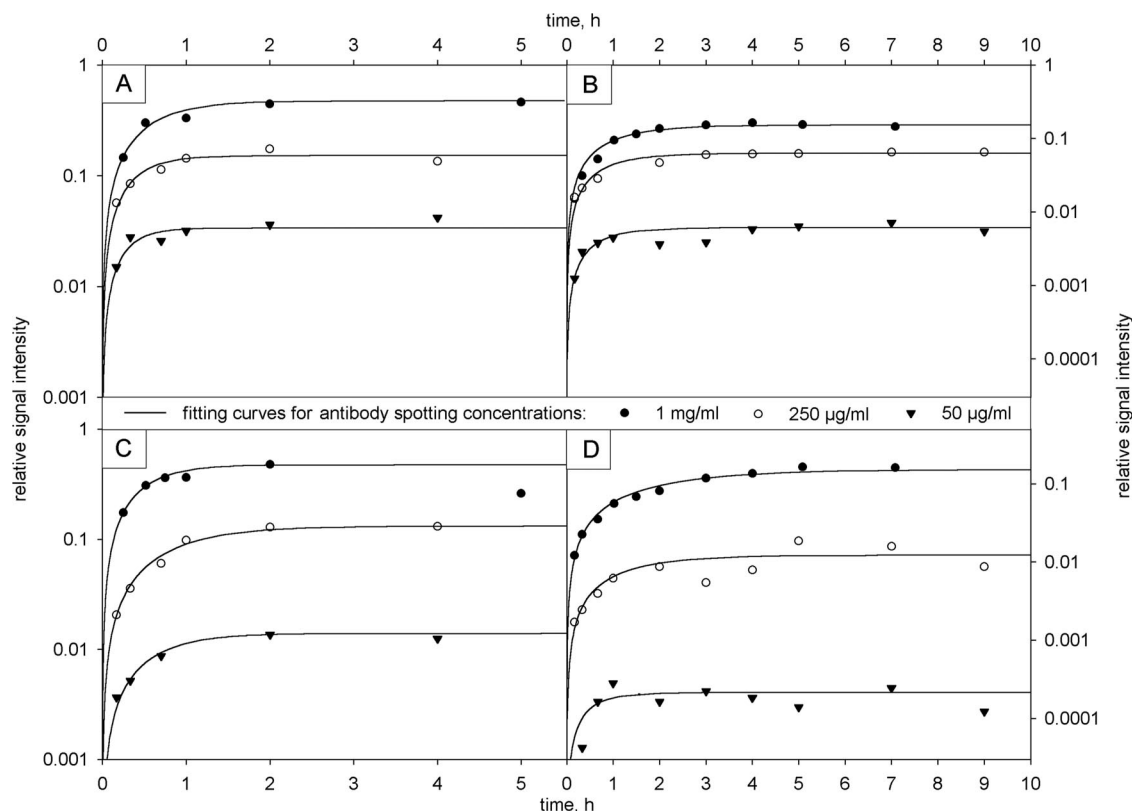 time, h
0 1 2 3 4 5 0 1 2 3 4 5 6 7 8 9 10
A
B
1
0.1
0.01
0.001
1
0.1
0.01
0.001
0.0001
relative signal intensity
relative signal intensity
fitting curves for antibody spotting concentrations: 1 mg/ml 250 µg/ml 50 µg/ml
C
D
1
0.1
0.01
0.001
0.1
0.01
0.001
0.0001
0 1 2 3 4 5 0 1 2 3 4 5 6 7 8 9 10
time, h